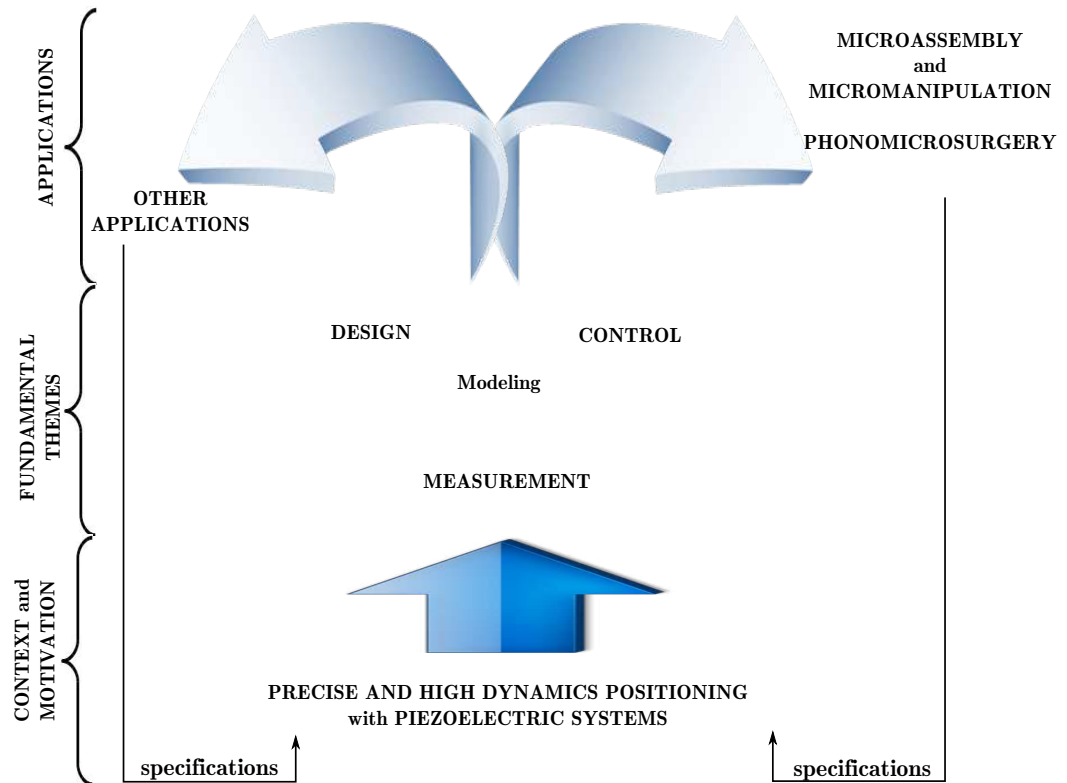 APPLICATIONS
MICROASSEMBLY
and
MICROMANIPULATION
PHONOMICROSURGERY
OTHER
APPLICATIONS
FUNDAMENTAL
THEMES
DESIGN
CONTROL
Modeling
MEASUREMENT
CONTEXT and
MOTIVATION
PRECISE AND HIGH DYNAMICS POSITIONING
with PIEZOELECTRIC SYSTEMS
specifications
specifications